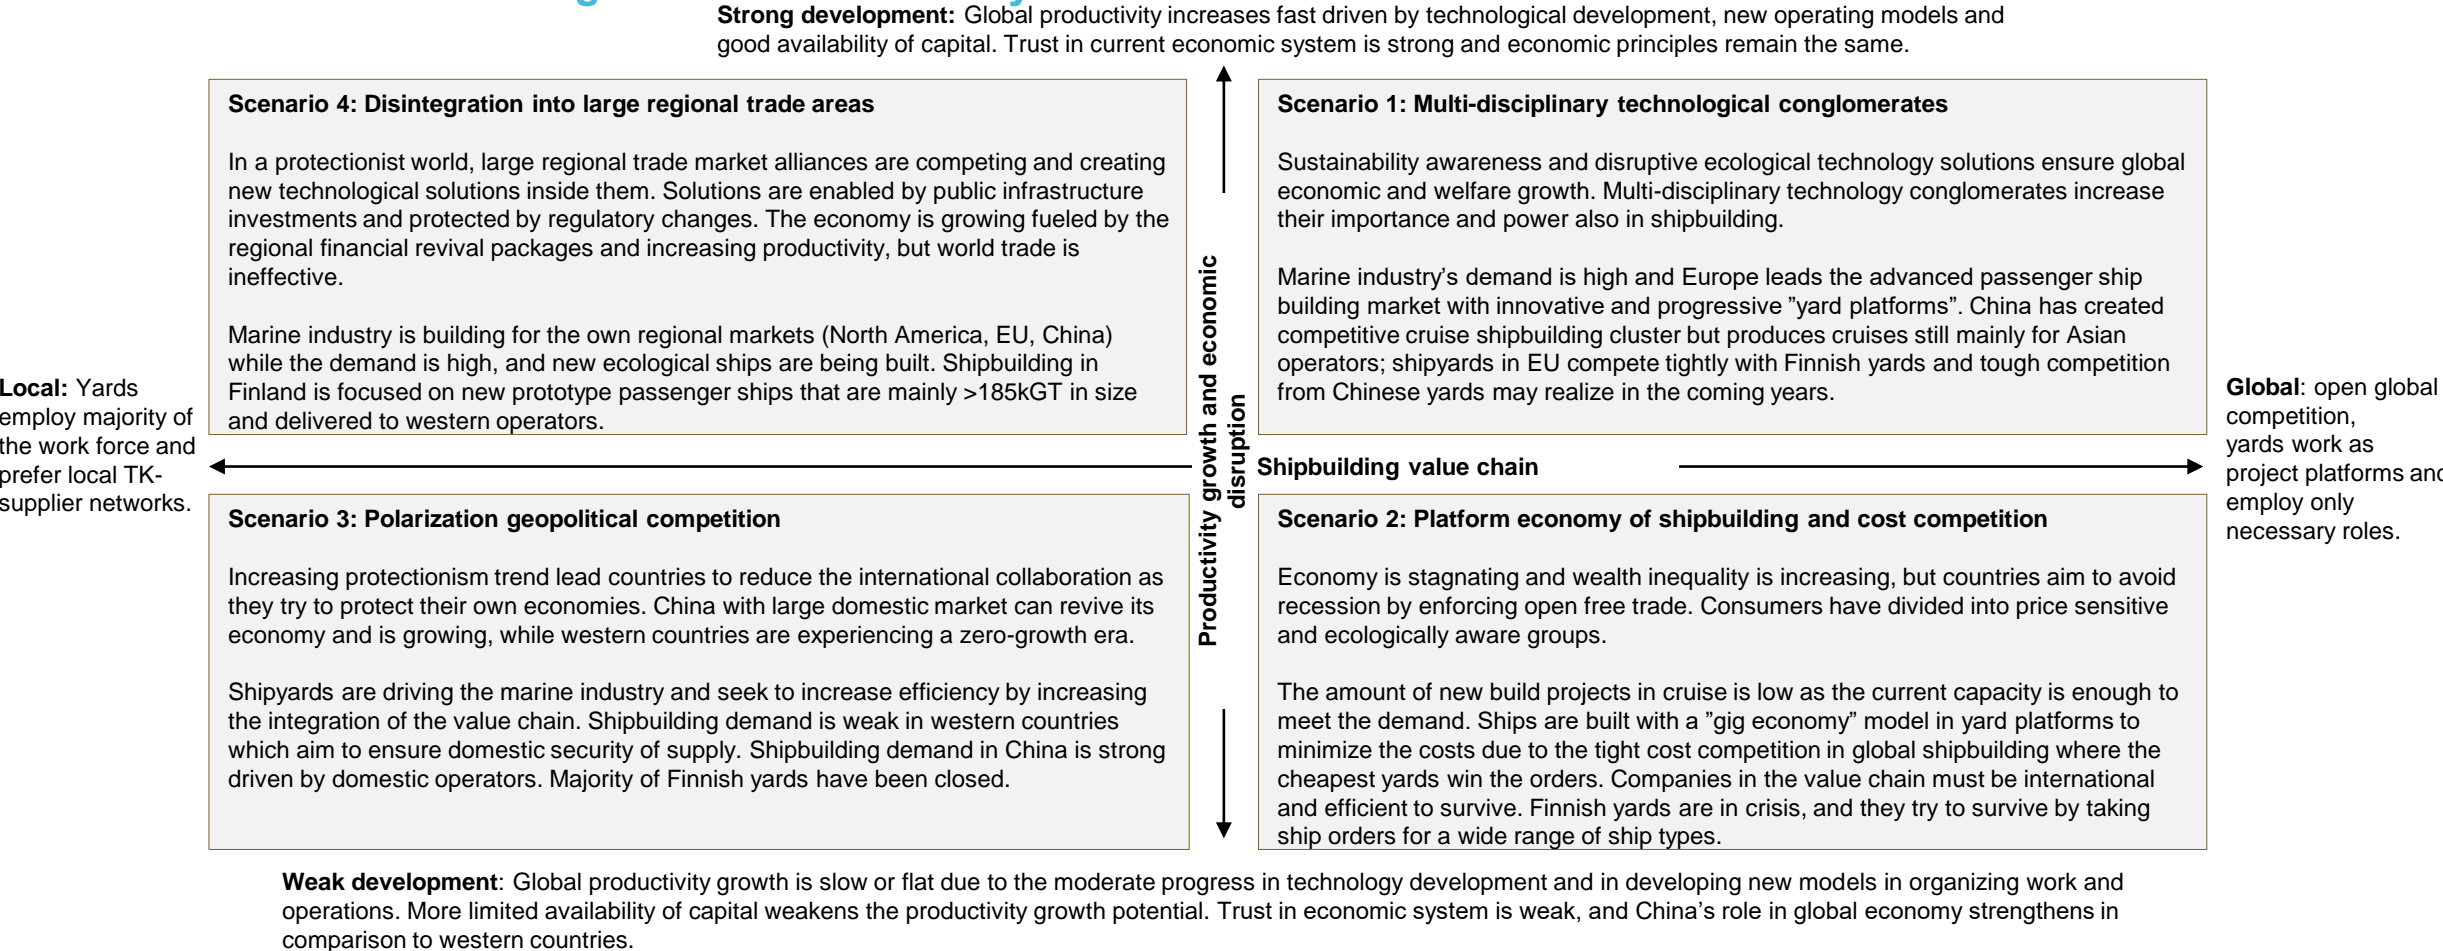 Strong development: Global productivity increases fast driven by technological development, new operating models and
good availability of capital. Trust in current economic system is strong and economic principles remain the same.
Scenario 4: Disintegration into large regional trade areas
In a protectionist world, large regional trade market alliances are competing and creating
new technological solutions inside them. Solutions are enabled by public infrastructure
investments and protected by regulatory changes. The economy is growing fueled by the
regional financial revival packages and increasing productivity, but world trade is
ineffective.
Marine industry is building for the own regional markets (North America, EU, China)
while the demand is high, and new ecological ships are being built. Shipbuilding in
Finland is focused on new prototype passenger ships that are mainly >185kGT in size
and delivered to western operators.
Scenario 1: Multi-disciplinary technological conglomerates
Sustainability awareness and disruptive ecological technology solutions ensure global
economic and welfare growth. Multi-disciplinary technology conglomerates increase
their importance and power also in shipbuilding.
Marine industry’s demand is high and Europe leads the advanced passenger ship
building market with innovative and progressive ”yard platforms”. China has created
competitive cruise shipbuilding cluster but produces cruises still mainly for Asian
operators; shipyards in EU compete tightly with Finnish yards and tough competition
from Chinese yards may realize in the coming years.
Local: Yards
employ majority of
the work force and
prefer local TK-
supplier networks.
Productivity growth and economic
disruption
Shipbuilding value chain
Global: open global
competition,
yards work as
project platforms and
employ only
necessary roles.
Scenario 3: Polarization geopolitical competition
Increasing protectionism trend lead countries to reduce the international collaboration as
they try to protect their own economies. China with large domestic market can revive its
economy and is growing, while western countries are experiencing a zero-growth era.
Shipyards are driving the marine industry and seek to increase efficiency by increasing
the integration of the value chain. Shipbuilding demand is weak in western countries
which aim to ensure domestic security of supply. Shipbuilding demand in China is strong
driven by domestic operators. Majority of Finnish yards have been closed.
Scenario 2: Platform economy of shipbuilding and cost competition
Economy is stagnating and wealth inequality is increasing, but countries aim to avoid
recession by enforcing open free trade. Consumers have divided into price sensitive
and ecologically aware groups.
The amount of new build projects in cruise is low as the current capacity is enough to
meet the demand. Ships are built with a ”gig economy” model in yard platforms to
minimize the costs due to the tight cost competition in global shipbuilding where the
cheapest yards win the orders. Companies in the value chain must be international
and efficient to survive. Finnish yards are in crisis, and they try to survive by taking
ship orders for a wide range of ship types.
Weak development: Global productivity growth is slow or flat due to the moderate progress in technology development and in developing new models in organizing work and
operations. More limited availability of capital weakens the productivity growth potential. Trust in economic system is weak, and China’s role in global economy strengthens in
comparison to western countries.